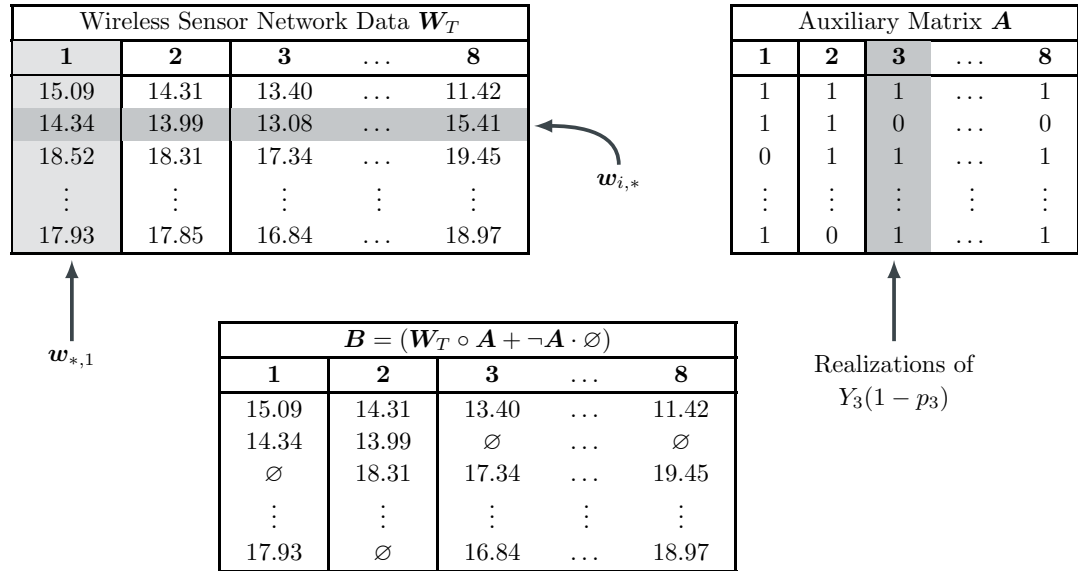 Wireless Sensor Network Data W_T
1 2 3 ... 8
15.09 14.31 13.40 ... 11.42
14.34 13.99 13.08 ... 15.41
18.52 18.31 17.34 ... 19.45
⋮ ⋮ ⋮ ⋮ ⋮
17.93 17.85 16.84 ... 18.97
w_{i,*}
w_{*,1}
Auxiliary Matrix A
1 2 3 ... 8
1 1 1 ... 1
1 1 0 ... 0
0 1 1 ... 1
⋮ ⋮ ⋮ ⋮ ⋮
1 0 1 ... 1
Realizations of
Y_3(1 − p_3)
B = (W_T ∘ A + ¬A · ∅)
1 2 3 ... 8
15.09 14.31 13.40 ... 11.42
14.34 13.99 ∅ ... ∅
∅ 18.31 17.34 ... 19.45
⋮ ⋮ ⋮ ⋮ ⋮
17.93 ∅ 16.84 ... 18.97